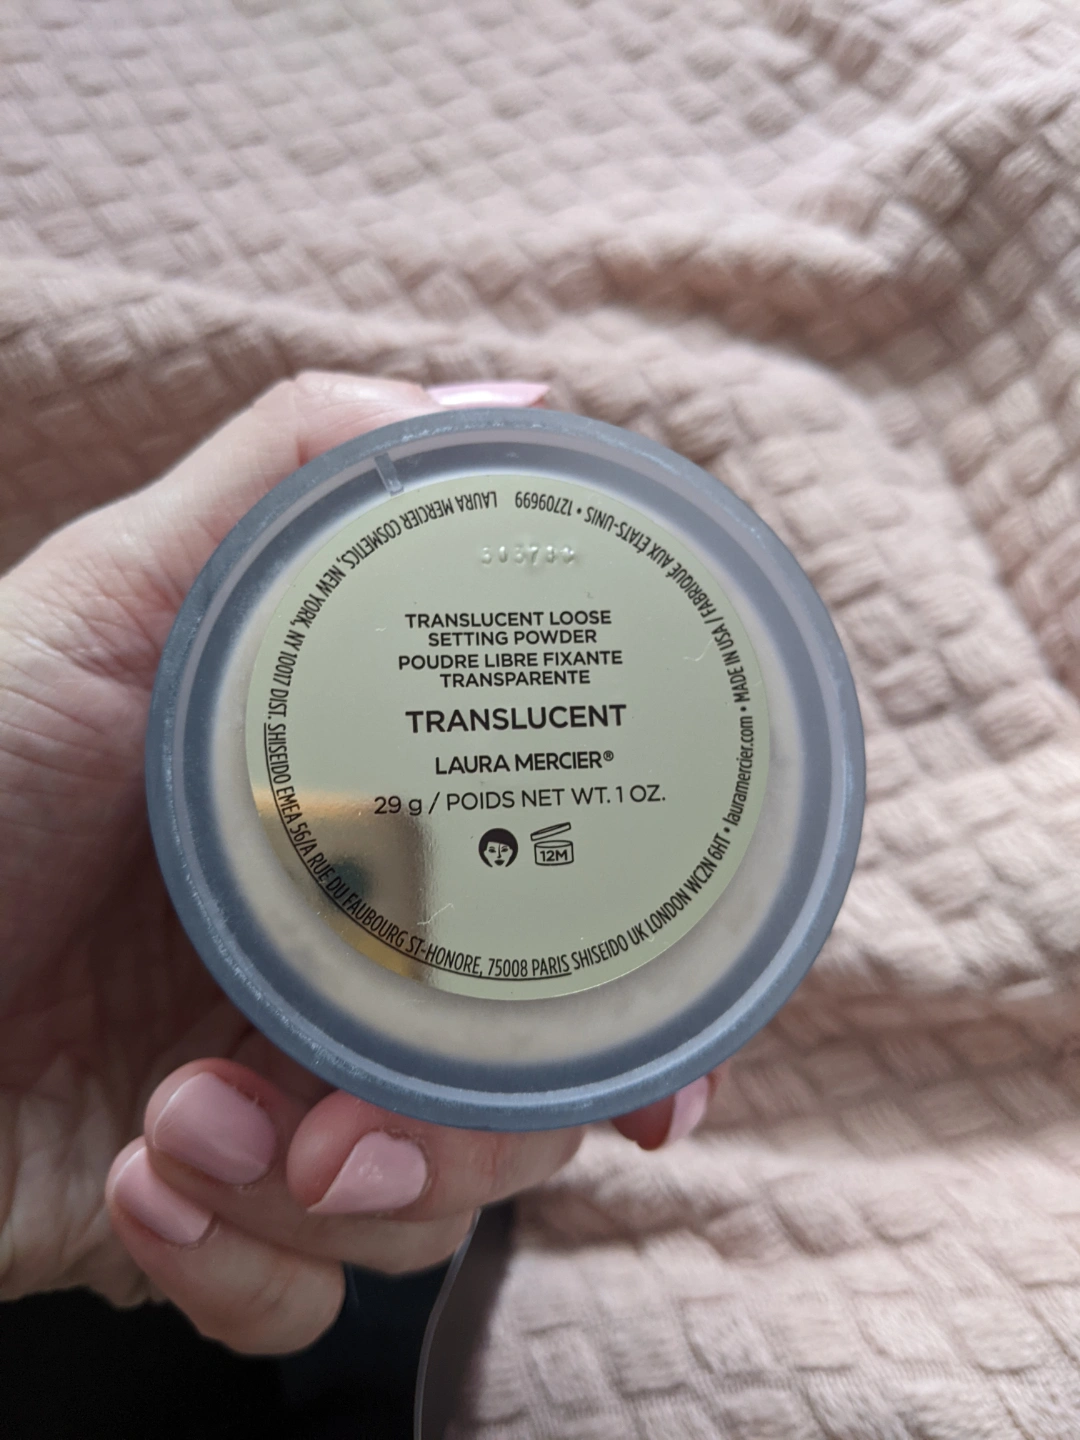 TRANSLUCENT LOOSE
SETTING POWDER
POUDRE LIBRE FIXANTE
TRANSPARENTE
TRANSLUCENT
LAURA MERCIER®
29 g / POIDS NET WT. 1 OZ.
12M
LAURA MERCIER COSMETICS, NEW YORK, NY 10017 DIST. SHISEIDO EMEA 56/A RUE DU FAUBOURG ST-HONORE, 75008 PARIS SHISEIDO UK LONDON WC2N 6HT • lauramercier.com • MADE IN USA / FABRIQUÉ AUX ÉTATS-UNIS • 12709699